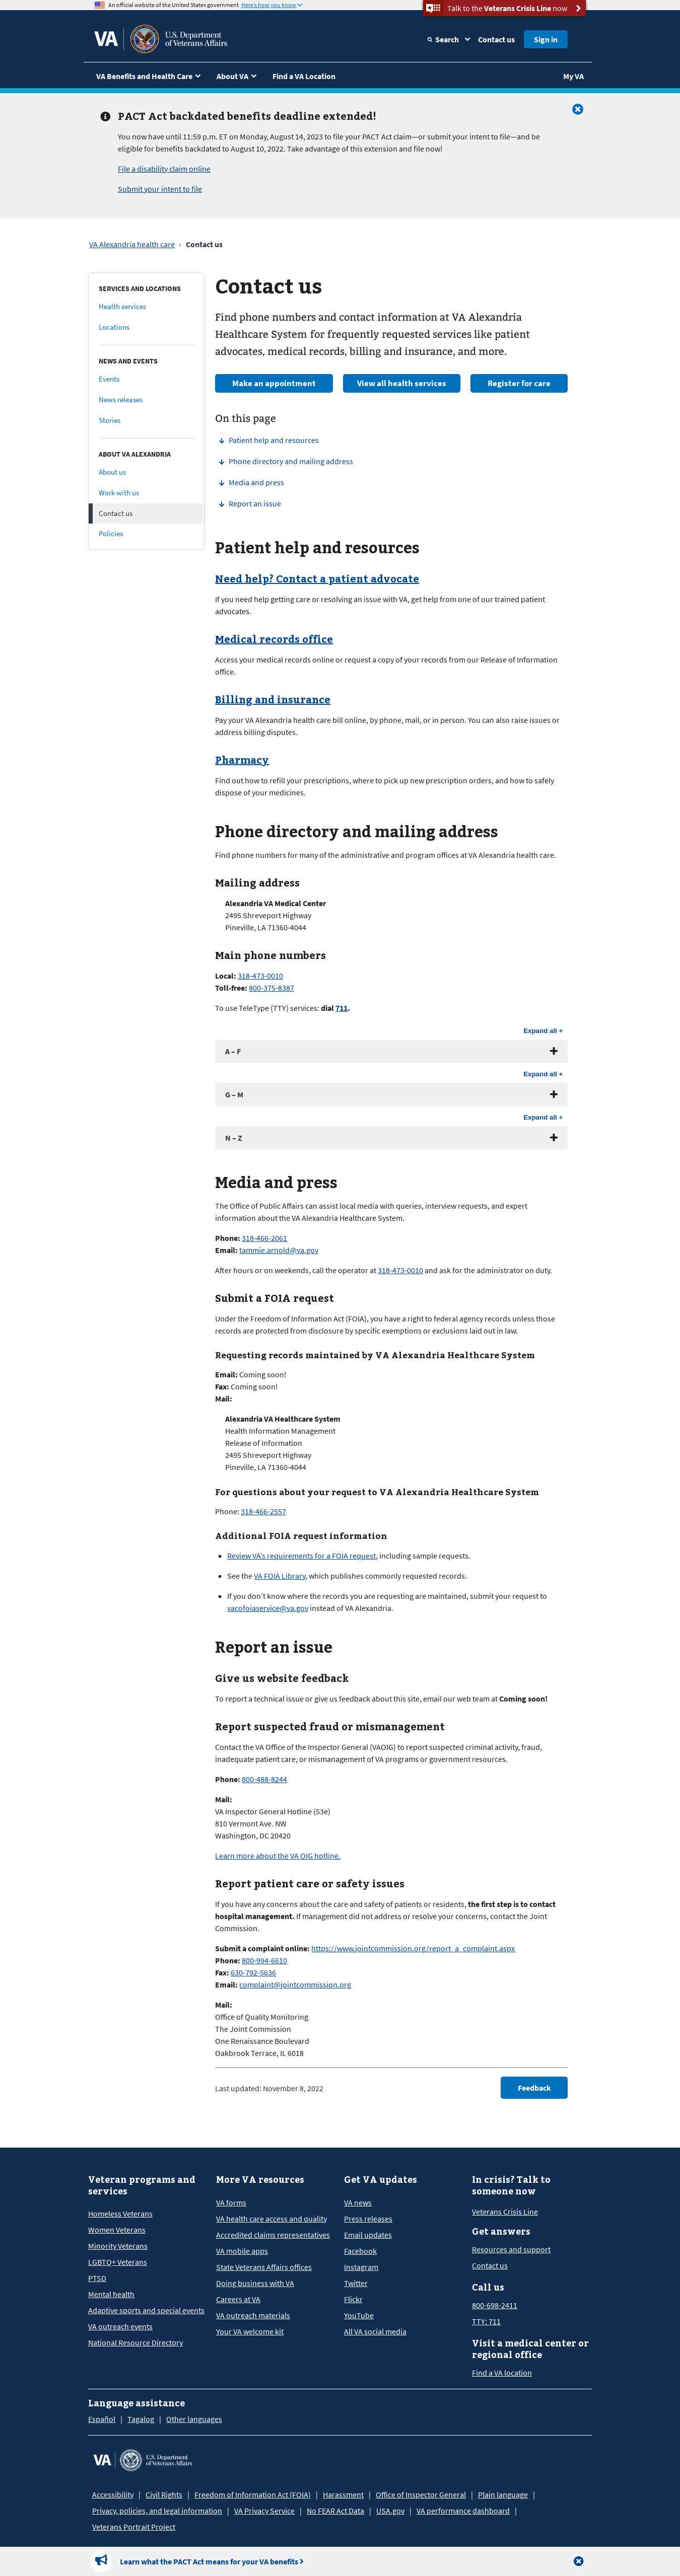 An official website of the United States government Here's how you know
Talk to the Veterans Crisis Line now
VA
U.S. Department
of Veterans Affairs
Search
Contact us
Sign in
VA Benefits and Health Care
About VA
Find a VA Location
My VA
PACT Act backdated benefits deadline extended!
You now have until 11:59 p.m. ET on Monday, August 14, 2023 to file your PACT Act claim—or submit your intent to file—and be
eligible for benefits backdated to August 10, 2022. Take advantage of this extension and file now!
File a disability claim online
Submit your intent to file
VA Alexandria health care › Contact us
SERVICES AND LOCATIONS
Health services
Locations
NEWS AND EVENTS
Events
News releases
Stories
ABOUT VA ALEXANDRIA
About us
Work with us
Contact us
Policies
Contact us
Find phone numbers and contact information at VA Alexandria
Healthcare System for frequently requested services like patient
advocates, medical records, billing and insurance, and more.
Make an appointment
View all health services
Register for care
On this page
Patient help and resources
Phone directory and mailing address
Media and press
Report an issue
Patient help and resources
Need help? Contact a patient advocate
If you need help getting care or resolving an issue with VA, get help from one of our trained patient
advocates.
Medical records office
Access your medical records online or request a copy of your records from our Release of Information
office.
Billing and insurance
Pay your VA Alexandria health care bill online, by phone, mail, or in person. You can also raise issues or
address billing disputes.
Pharmacy
Find out how to refill your prescriptions, where to pick up new prescription orders, and how to safely
dispose of your medicines.
Phone directory and mailing address
Find phone numbers for many of the administrative and program offices at VA Alexandria health care.
Mailing address
Alexandria VA Medical Center
2495 Shreveport Highway
Pineville, LA 71360-4044
Main phone numbers
Local: 318-473-0010
Toll-free: 800-375-8387
To use TeleType (TTY) services: dial 711.
Expand all +
A – F
Expand all +
G – M
Expand all +
N – Z
Media and press
The Office of Public Affairs can assist local media with queries, interview requests, and expert
information about the VA Alexandria Healthcare System.
Phone: 318-466-2061
Email: tammie.arnold@va.gov
After hours or on weekends, call the operator at 318-473-0010 and ask for the administrator on duty.
Submit a FOIA request
Under the Freedom of Information Act (FOIA), you have a right to federal agency records unless those
records are protected from disclosure by specific exemptions or exclusions laid out in law.
Requesting records maintained by VA Alexandria Healthcare System
Email: Coming soon!
Fax: Coming soon!
Mail:
Alexandria VA Healthcare System
Health Information Management
Release of Information
2495 Shreveport Highway
Pineville, LA 71360-4044
For questions about your request to VA Alexandria Healthcare System
Phone: 318-466-2557
Additional FOIA request information
Review VA's requirements for a FOIA request, including sample requests.
See the VA FOIA Library, which publishes commonly requested records.
If you don't know where the records you are requesting are maintained, submit your request to
vacofoiaservice@va.gov instead of VA Alexandria.
Report an issue
Give us website feedback
To report a technical issue or give us feedback about this site, email our web team at Coming soon!
Report suspected fraud or mismanagement
Contact the VA Office of the Inspector General (VAOIG) to report suspected criminal activity, fraud,
inadequate patient care, or mismanagement of VA programs or government resources.
Phone: 800-488-8244
Mail:
VA Inspector General Hotline (53e)
810 Vermont Ave. NW
Washington, DC 20420
Learn more about the VA OIG hotline.
Report patient care or safety issues
If you have any concerns about the care and safety of patients or residents, the first step is to contact
hospital management. If management did not address or resolve your concerns, contact the Joint
Commission.
Submit a complaint online: https://www.jointcommission.org/report_a_complaint.aspx
Phone: 800-994-6610
Fax: 630-792-5636
Email: complaint@jointcommission.org
Mail:
Office of Quality Monitoring
The Joint Commission
One Renaissance Boulevard
Oakbrook Terrace, IL 6018
Last updated: November 8, 2022
Feedback
Veteran programs and
services
Homeless Veterans
Women Veterans
Minority Veterans
LGBTQ+ Veterans
PTSD
Mental health
Adaptive sports and special events
VA outreach events
National Resource Directory
More VA resources
VA forms
VA health care access and quality
Accredited claims representatives
VA mobile apps
State Veterans Affairs offices
Doing business with VA
Careers at VA
VA outreach materials
Your VA welcome kit
Get VA updates
VA news
Press releases
Email updates
Facebook
Instagram
Twitter
Flickr
YouTube
All VA social media
In crisis? Talk to
someone now
Veterans Crisis Line
Get answers
Resources and support
Contact us
Call us
800-698-2411
TTY: 711
Visit a medical center or
regional office
Find a VA location
Language assistance
Español | Tagalog | Other languages
VA
U.S. Department
of Veterans Affairs
Accessibility | Civil Rights | Freedom of Information Act (FOIA) | Harassment | Office of Inspector General | Plain language |
Privacy, policies, and legal information | VA Privacy Service | No FEAR Act Data | USA.gov | VA performance dashboard |
Veterans Portrait Project
Learn what the PACT Act means for your VA benefits